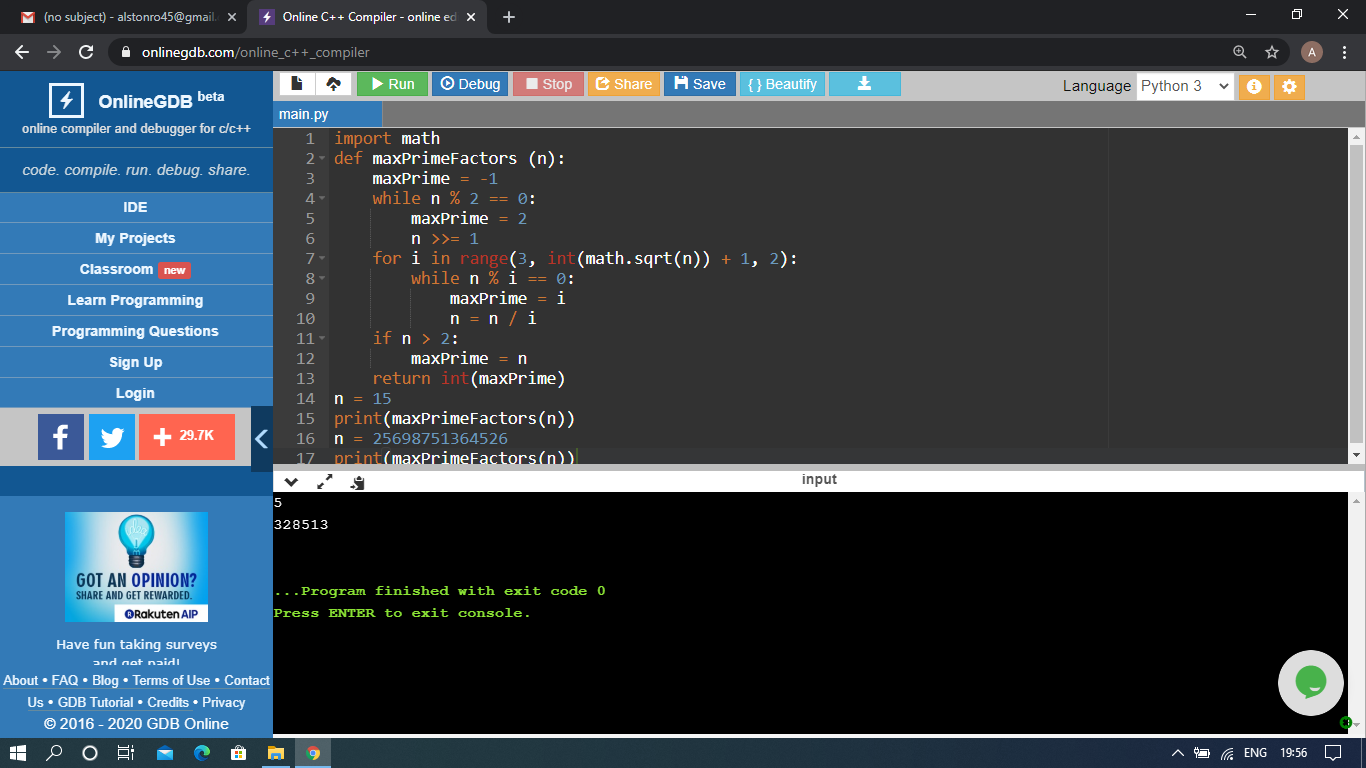 (no subject) - alstonro45@gmail.
Online C++ Compiler - online ed
onlinegdb.com/online_c++_compiler
A
OnlineGDB beta
online compiler and debugger for c/c++
code. compile. run. debug. share.
IDE
My Projects
Classroom new
Learn Programming
Programming Questions
Sign Up
Login
29.7K
GOT AN OPINION?
SHARE AND GET REWARDED.
Rakuten AIP
Have fun taking surveys
and get paid!
About • FAQ • Blog • Terms of Use • Contact
Us • GDB Tutorial • Credits • Privacy
© 2016 - 2020 GDB Online
Run Debug Stop Share Save { } Beautify
Language Python 3
main.py
1 import math
2 def maxPrimeFactors (n):
3 maxPrime = -1
4 while n % 2 == 0:
5 maxPrime = 2
6 n >>= 1
7 for i in range(3, int(math.sqrt(n)) + 1, 2):
8 while n % i == 0:
9 maxPrime = i
10 n = n / i
11 if n > 2:
12 maxPrime = n
13 return int(maxPrime)
14 n = 15
15 print(maxPrimeFactors(n))
16 n = 25698751364526
17 print(maxPrimeFactors(n))
input
5
328513
...Program finished with exit code 0
Press ENTER to exit console.
ENG 19:56